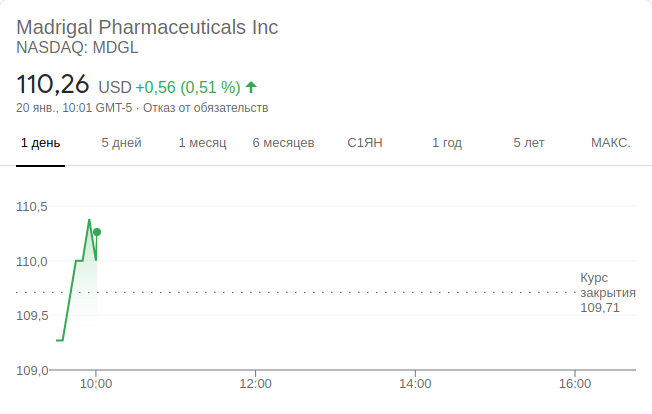 Madrigal Pharmaceuticals Inc
NASDAQ: MDGL
110,26 USD +0,56 (0,51 %)
20 янв., 10:01 GMT-5 · Отказ от обязательств
1 день 5 дней 1 месяц 6 месяцев С1ЯН 1 год 5 лет МАКС.
110,5
110,0
Курс
закрытия
109,71
109,5
109,0
10:00 12:00 14:00 16:00